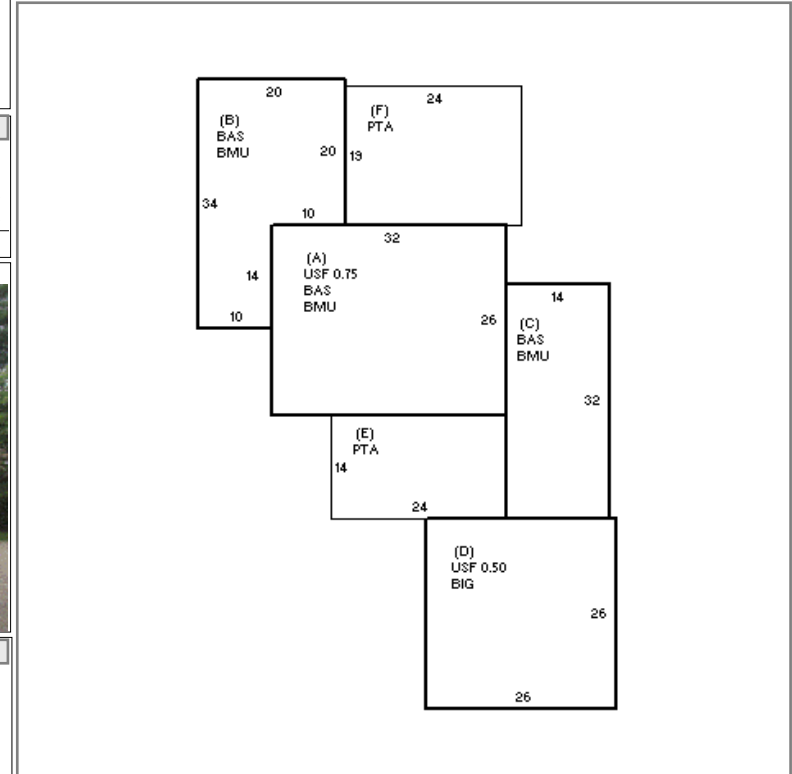 20
(B)
BAS
BMU
20
34
10
14
10
24
(F)
PTA
19
32
(A)
USF 0.75
BAS
BMU
26
14
(C)
BAS
BMU
32
(E)
PTA
14
24
(D)
USF 0.50
BIG
26
26